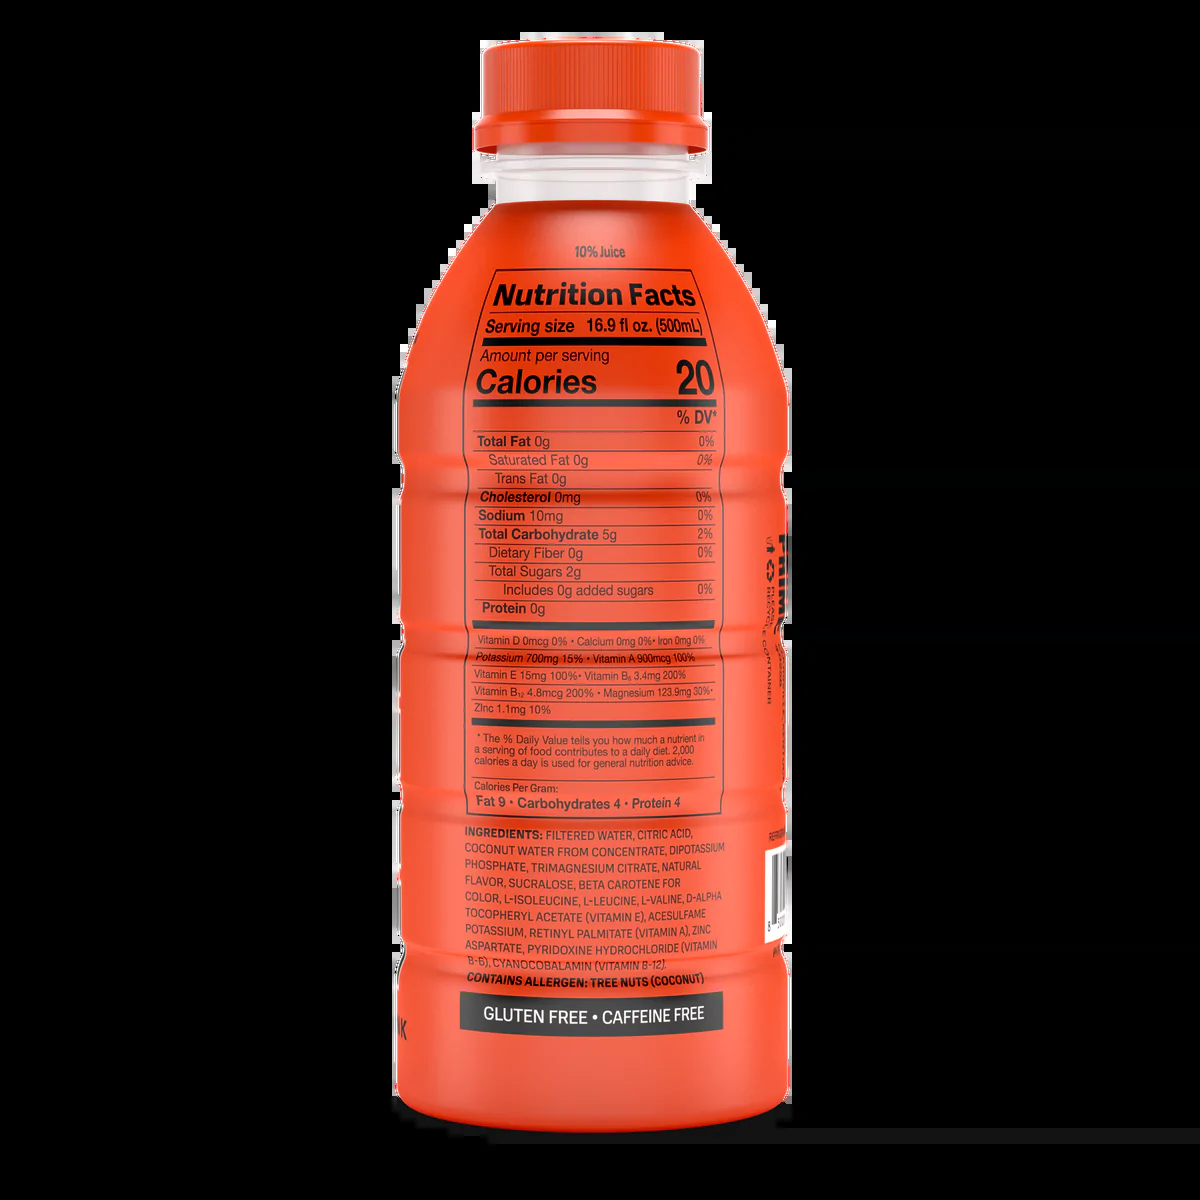 10% Juice
Nutrition Facts
Serving size 16.9 fl oz. (500mL)
Amount per serving
Calories 20
% DV*
Total Fat 0g 0%
Saturated Fat 0g 0%
Trans Fat 0g
Cholesterol 0mg 0%
Sodium 10mg 0%
Total Carbohydrate 5g 2%
Dietary Fiber 0g 0%
Total Sugars 2g
Includes 0g added sugars 0%
Protein 0g
Vitamin D 0mcg 0% • Calcium 0mg 0% • Iron 0mg 0%
Potassium 700mg 15% • Vitamin A 900mcg 100%
Vitamin E 15mg 100% • Vitamin B₆ 3.4mg 200%
Vitamin B₁₂ 4.8mcg 200% • Magnesium 123.9mg 30% •
Zinc 1.1mg 10%
* The % Daily Value tells you how much a nutrient in
a serving of food contributes to a daily diet. 2,000
calories a day is used for general nutrition advice.
Calories Per Gram:
Fat 9 • Carbohydrates 4 • Protein 4
INGREDIENTS: FILTERED WATER, CITRIC ACID,
COCONUT WATER FROM CONCENTRATE, DIPOTASSIUM
PHOSPHATE, TRIMAGNESIUM CITRATE, NATURAL
FLAVOR, SUCRALOSE, BETA CAROTENE FOR
COLOR, L-ISOLEUCINE, L-LEUCINE, L-VALINE, D-ALPHA
TOCOPHERYL ACETATE (VITAMIN E), ACESULFAME
POTASSIUM, RETINYL PALMITATE (VITAMIN A), ZINC
ASPARTATE, PYRIDOXINE HYDROCHLORIDE (VITAMIN
B-6), CYANOCOBALAMIN (VITAMIN B-12).
CONTAINS ALLERGEN: TREE NUTS (COCONUT)
GLUTEN FREE • CAFFEINE FREE
RECYCLE CONTAINER